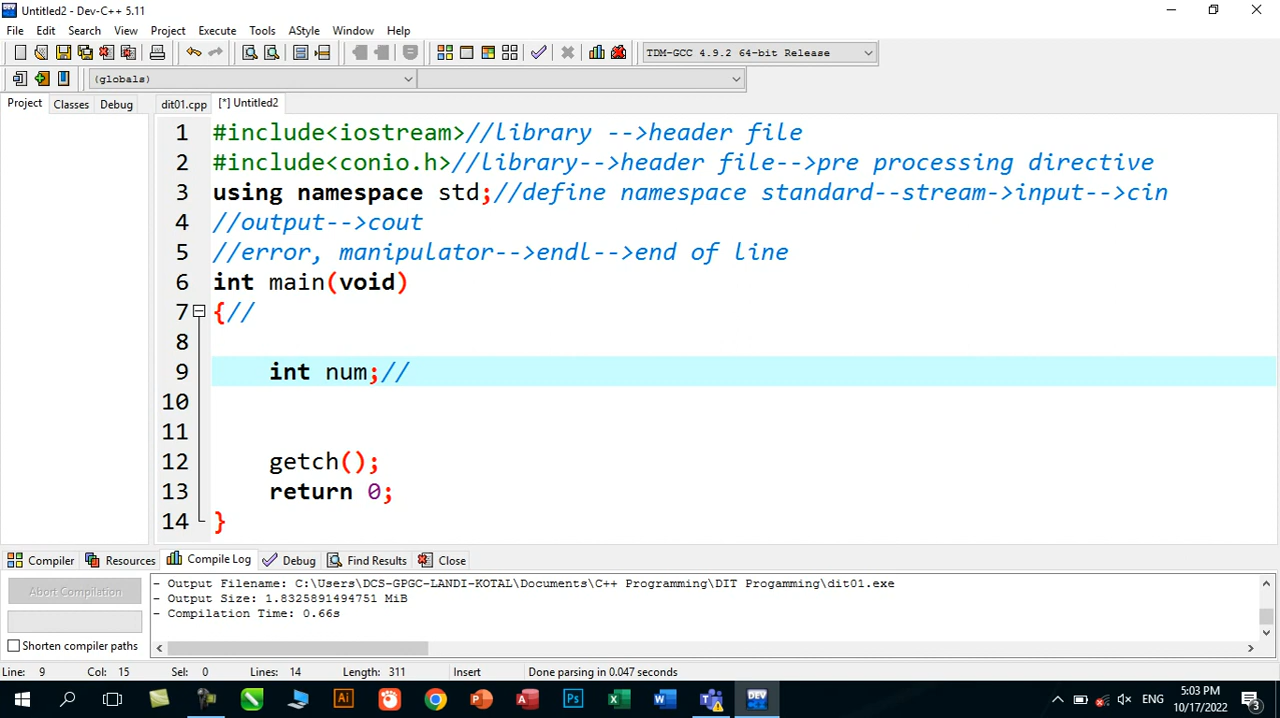 Untitled2 - Dev-C++ 5.11
File Edit Search View Project Execute Tools AStyle Window Help
TDM-GCC 4.9.2 64-bit Release
(globals)
Project Classes Debug dit01.cpp [*] Untitled2
1 #include<iostream>//library -->header file
2 #include<conio.h>//library-->header file-->pre processing directive
3 using namespace std;//define namespace standard--stream->input-->cin
4 //output-->cout
5 //error, manipulator-->endl-->end of line
6 int main(void)
7 {//
8
9 int num;//
10
11
12 getch();
13 return 0;
14 }
Compiler Resources Compile Log Debug Find Results Close
Abort Compilation
Shorten compiler paths
- Output Filename: C:\Users\DCS-GPGC-LANDI-KOTAL\Documents\C++ Programming\DIT Progamming\dit01.exe
- Output Size: 1.8325891494751 MiB
- Compilation Time: 0.66s
Line: 9 Col: 15 Sel: 0 Lines: 14 Length: 311 Insert Done parsing in 0.047 seconds
ENG 5:03 PM
10/17/2022
3